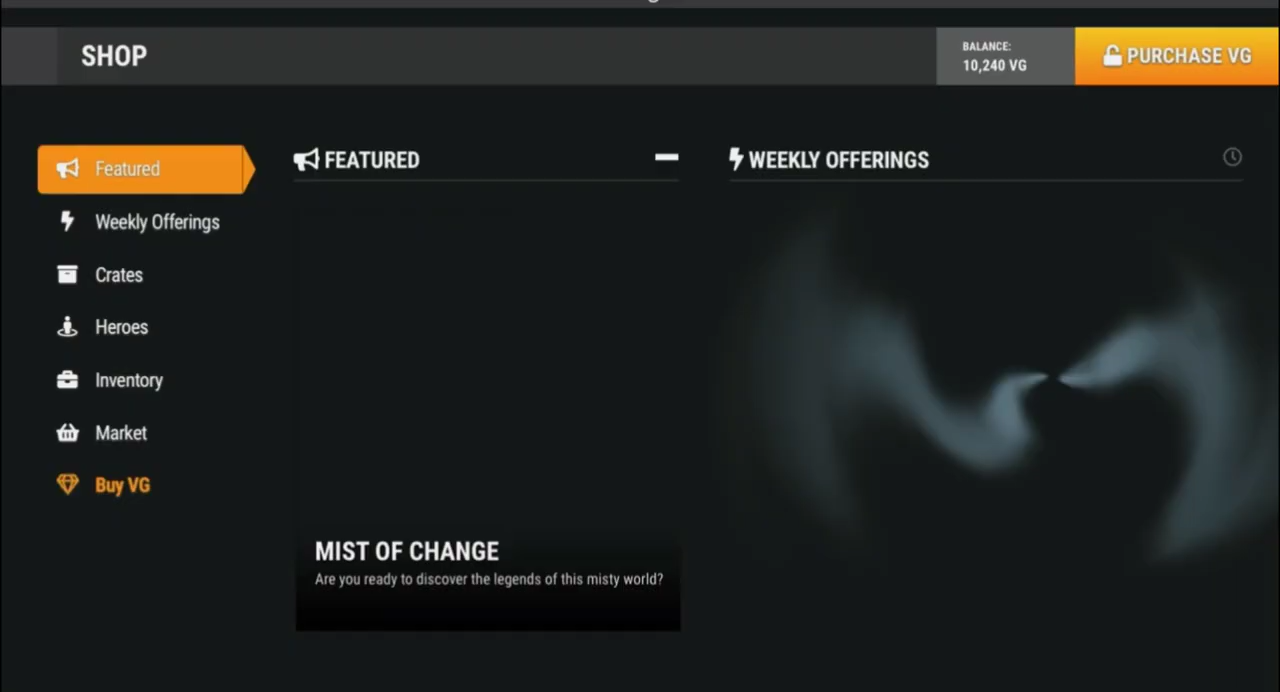 SHOP
BALANCE:
10,240 VG
PURCHASE VG
Featured
Weekly Offerings
Crates
Heroes
Inventory
Market
Buy VG
FEATURED
MIST OF CHANGE
Are you ready to discover the legends of this misty world?
WEEKLY OFFERINGS